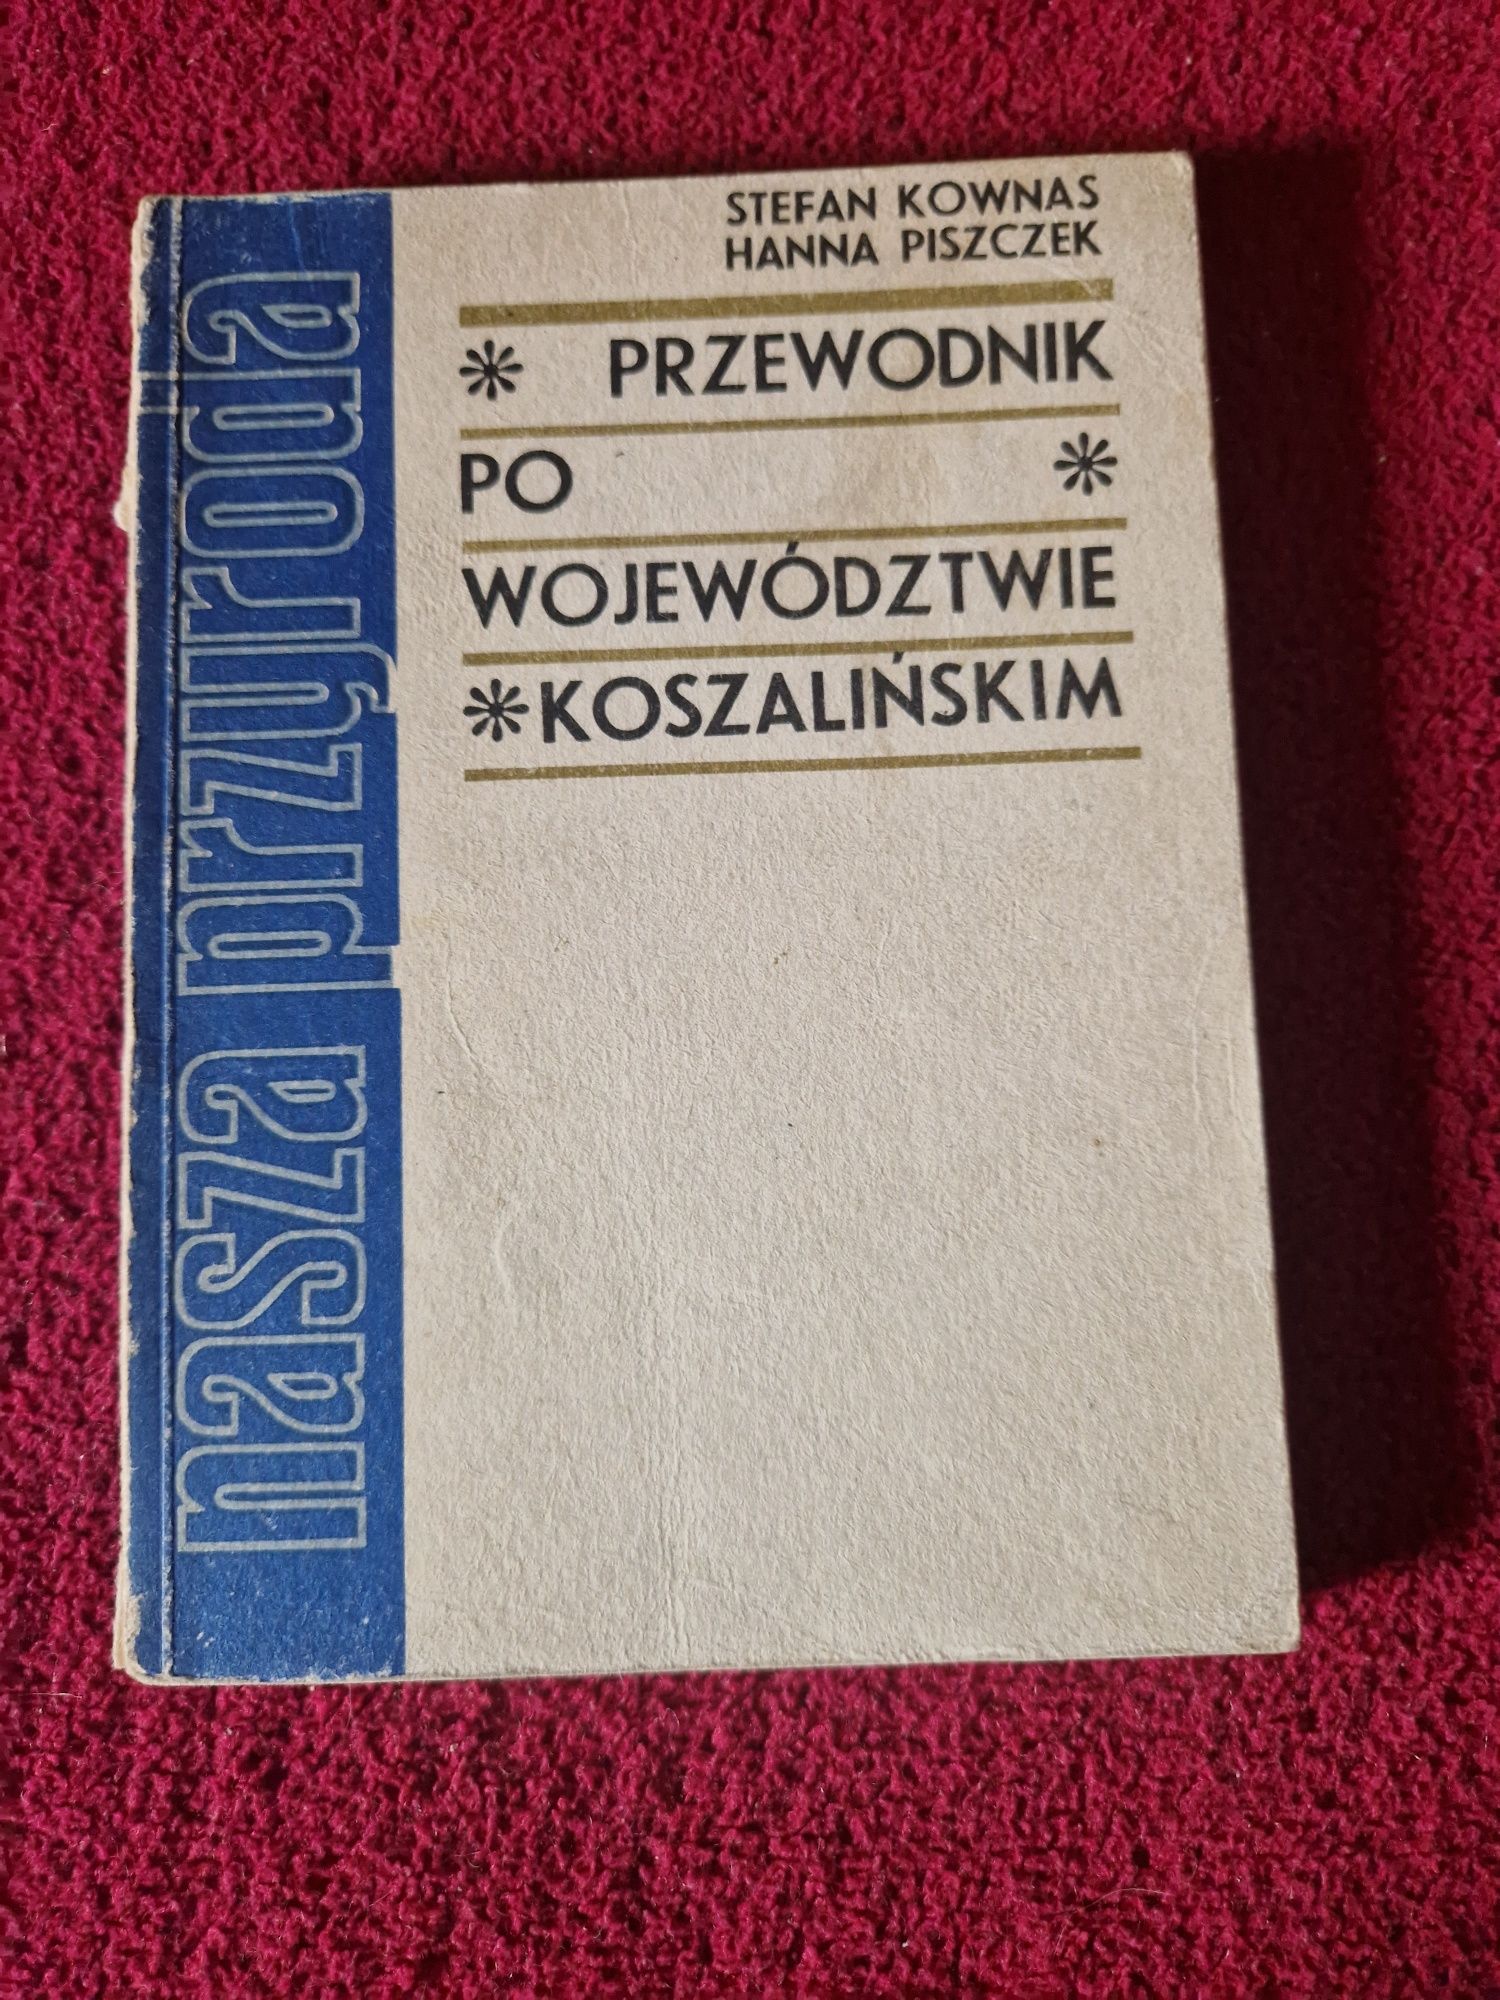 STEFAN KOWNAS
HANNA PISZCZEK
PRZEWODNIK
PO
WOJEWÓDZTWIE
KOSZALIŃSKIM
nasza przyroda